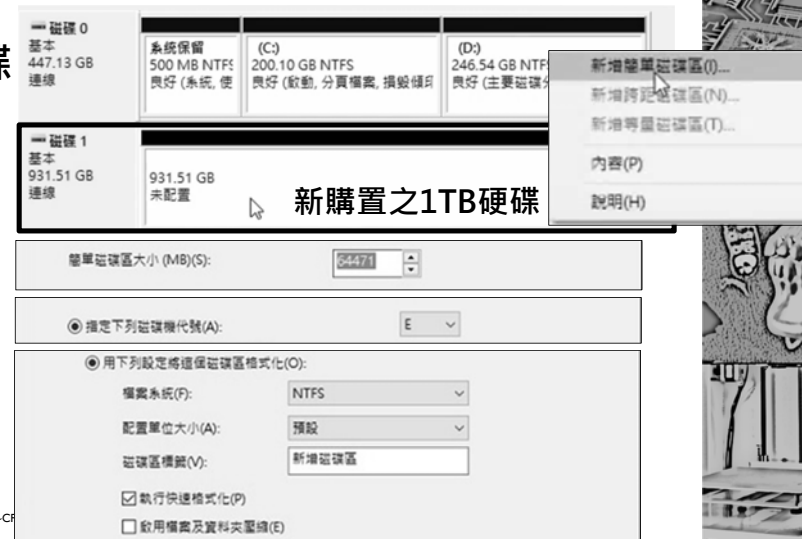 磁碟 0
基本
447.13 GB
連線
系統保留
500 MB NTFS
良好 (系統, 使
(C:)
200.10 GB NTFS
良好 (啟動, 分頁檔案, 損毀傾印
(D:)
246.54 GB NTF
良好 (主要磁碟分
新增簡單磁碟區(I)...
新增跨距磁碟區(N)...
新增等量磁碟區(T)...
內容(P)
說明(H)
磁碟 1
基本
931.51 GB
連線
931.51 GB
未配置
新購置之1TB硬碟
簡單磁碟區大小 (MB)(S):
64471
指定下列磁碟機代號(A):
E
用下列設定將這個磁碟區格式化(O):
檔案系統(F):
NTFS
配置單位大小(A):
預設
磁碟區標籤(V):
新增磁碟區
執行快速格式化(P)
啟用檔案及資料夾壓縮(E)